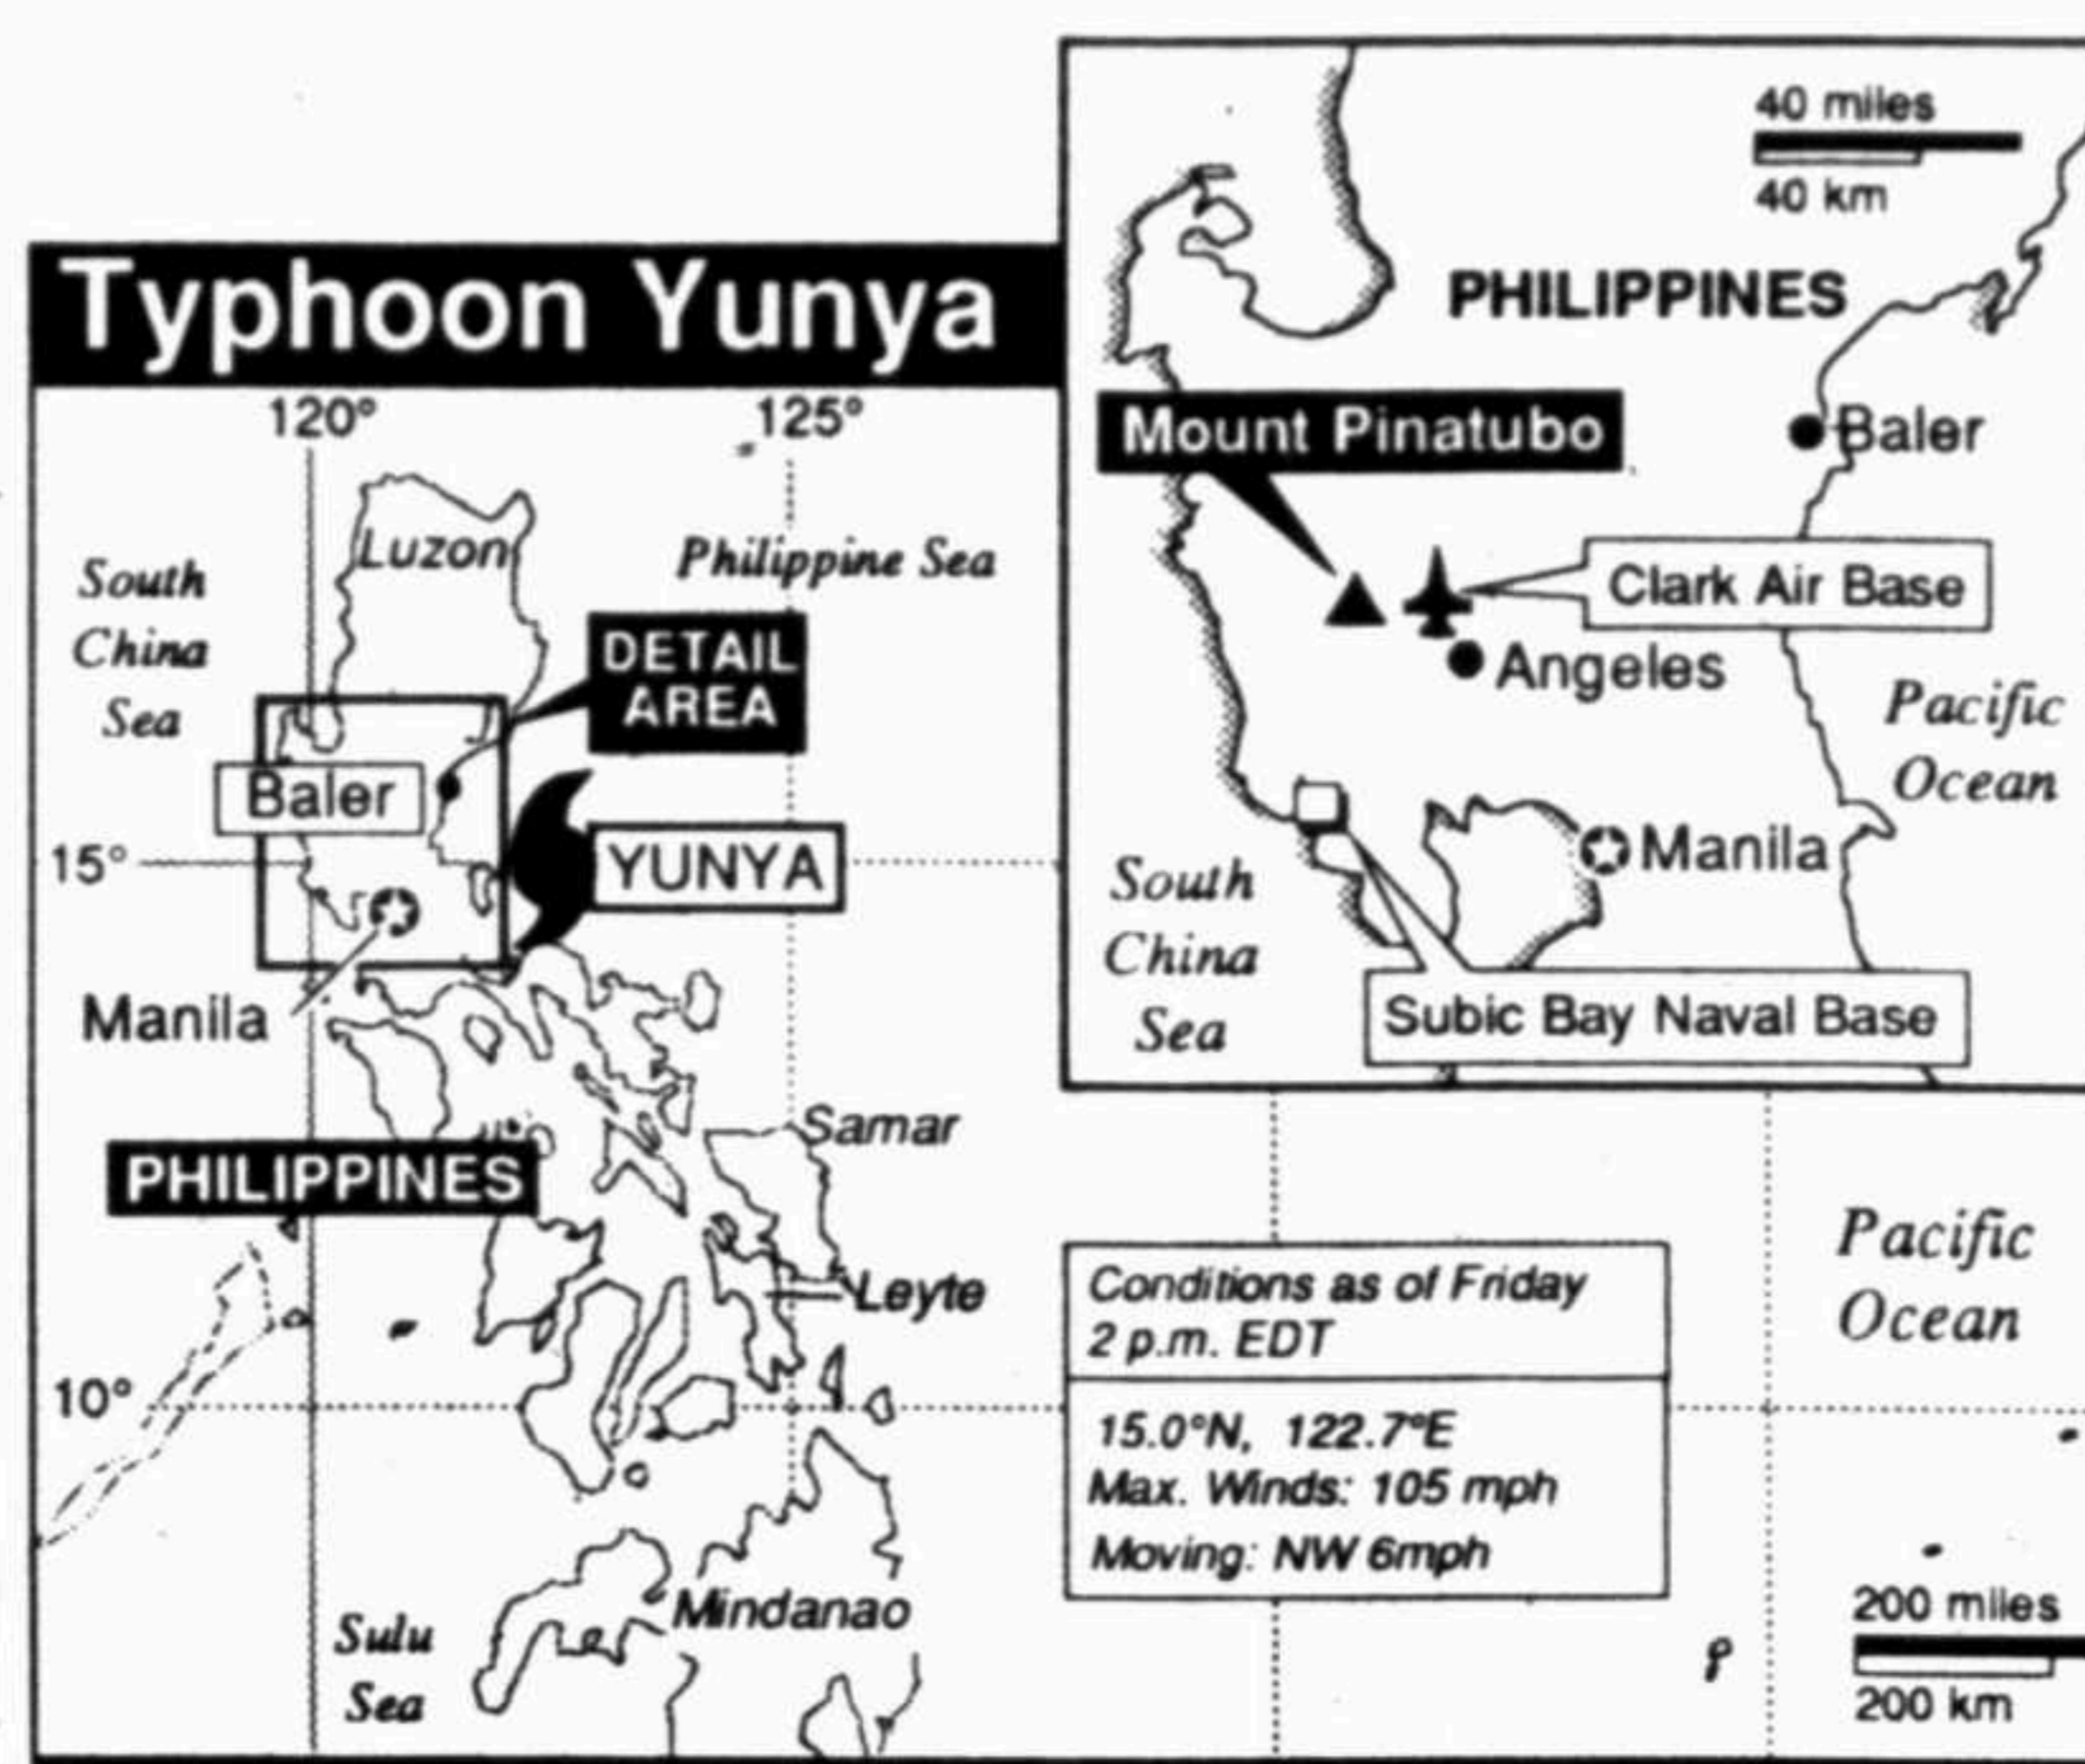 Typhoon Yunya
120°
125°
Luzon
South
China
Sea
Philippine Sea
DETAIL
AREA
Baler
15°
YUNYA
Manila
Samar
PHILIPPINES
Leyte
10°
Mindanao
Sulu
Sea
40 miles
40 km
PHILIPPINES
Mount Pinatubo
Baler
Clark Air Base
Angeles
Pacific
Ocean
Manila
South
China
Sea
Subic Bay Naval Base
Conditions as of Friday
2 p.m. EDT
15.0°N, 122.7°E
Max. Winds: 105 mph
Moving: NW 6mph
Pacific
Ocean
200 miles
200 km